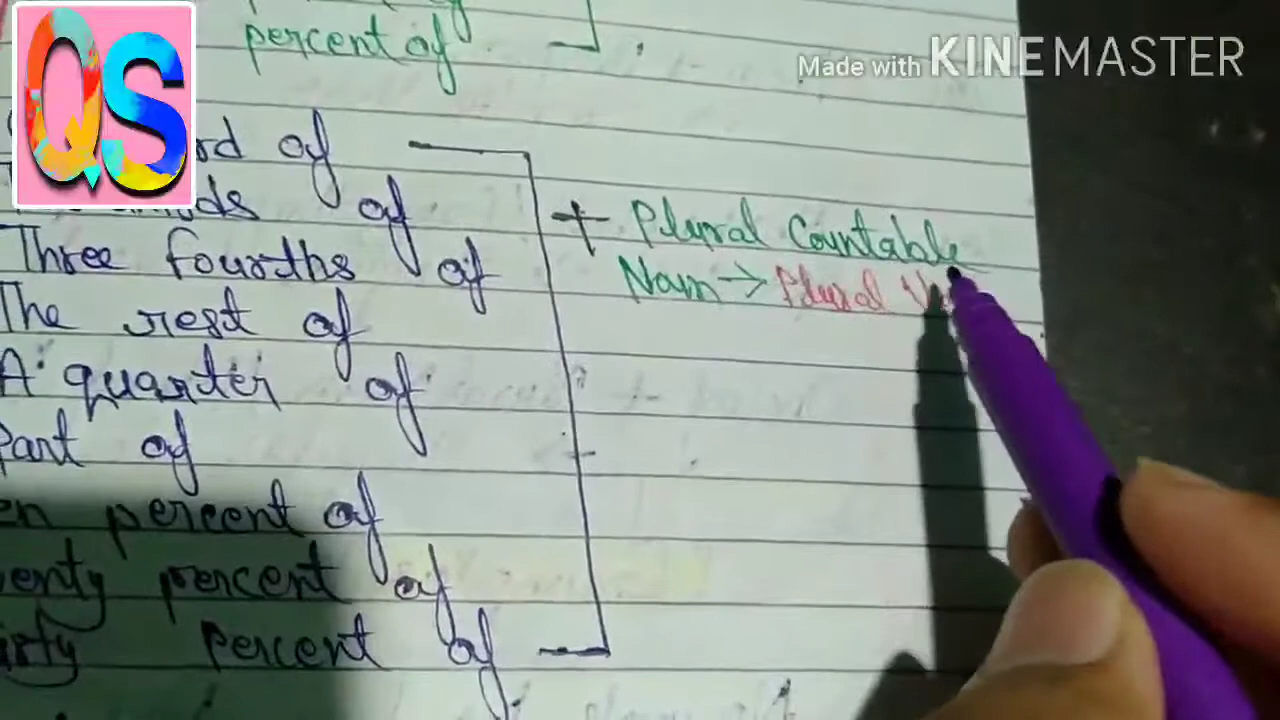 percent of
Made with KINEMASTER
QS
of
of
Three fourths of
+ Plural Countable
Noun → Plural
The rest of
A quarter of
Part of
percent of
percent of
percent of